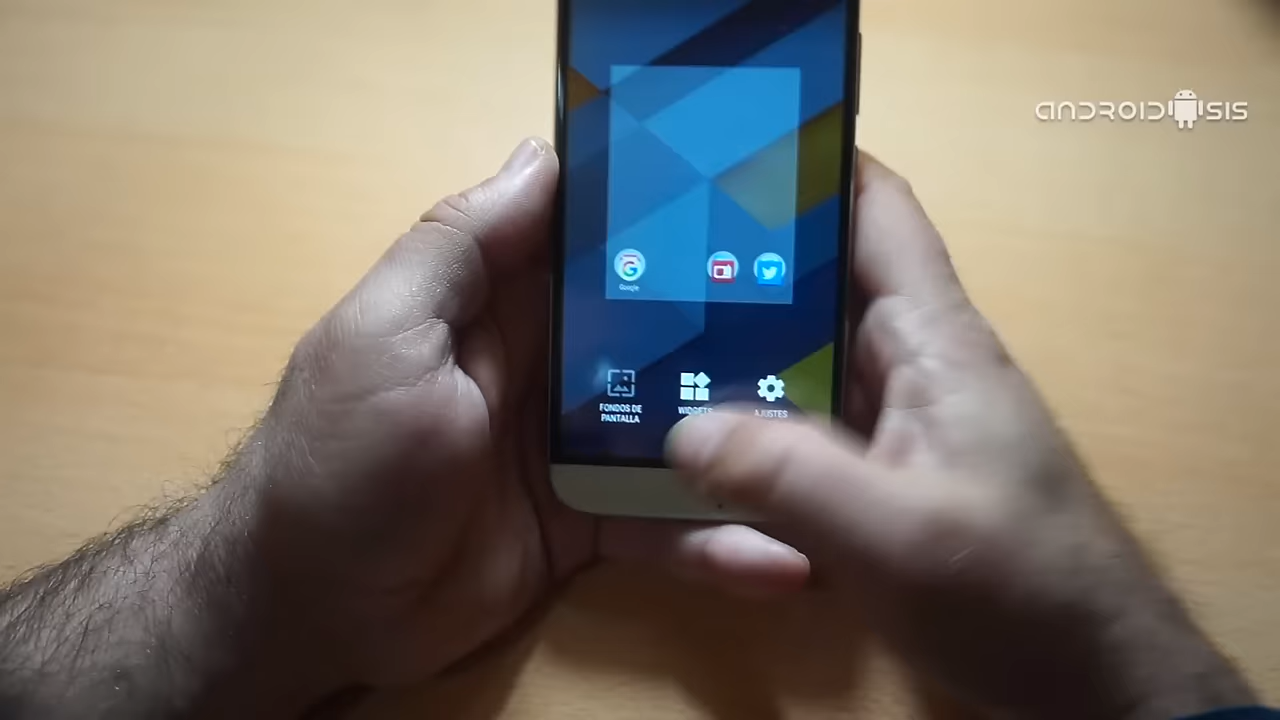 ANDROIDSIS
Google
FONDOS DE
PANTALLA
WIDGETS
AJUSTES